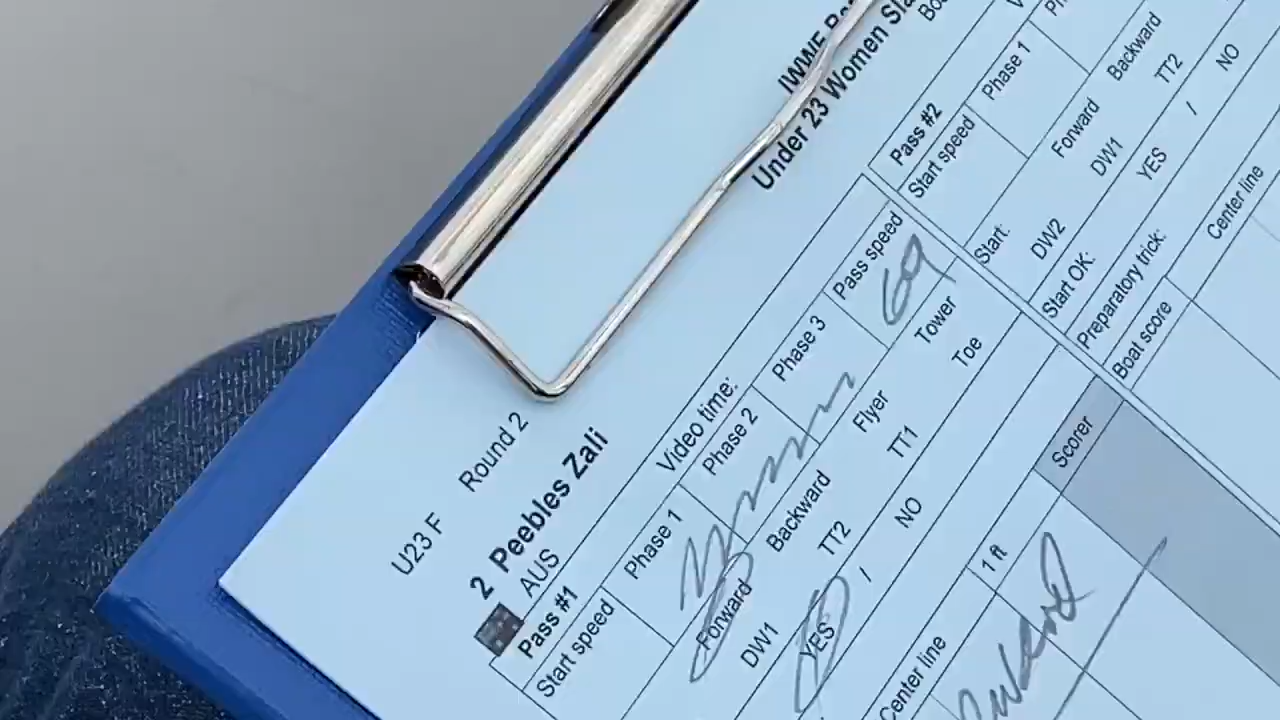 IWWF
Under 23 Women
U23 F Round 2
2 Peebles Zali
AUS Video time:
Pass #1 Phase 1 Phase 2 Phase 3 Pass speed
Start speed 69
Forward Backward Flyer Tower
DW1 TT2 TT1 Toe
YES / NO
Center line 1 ft Scorer
Pass #2
Start speed Phase 1
Start: Forward Backward
DW2 DW1 TT2
Start OK: YES / NO
Preparatory trick:
Boat score Center line